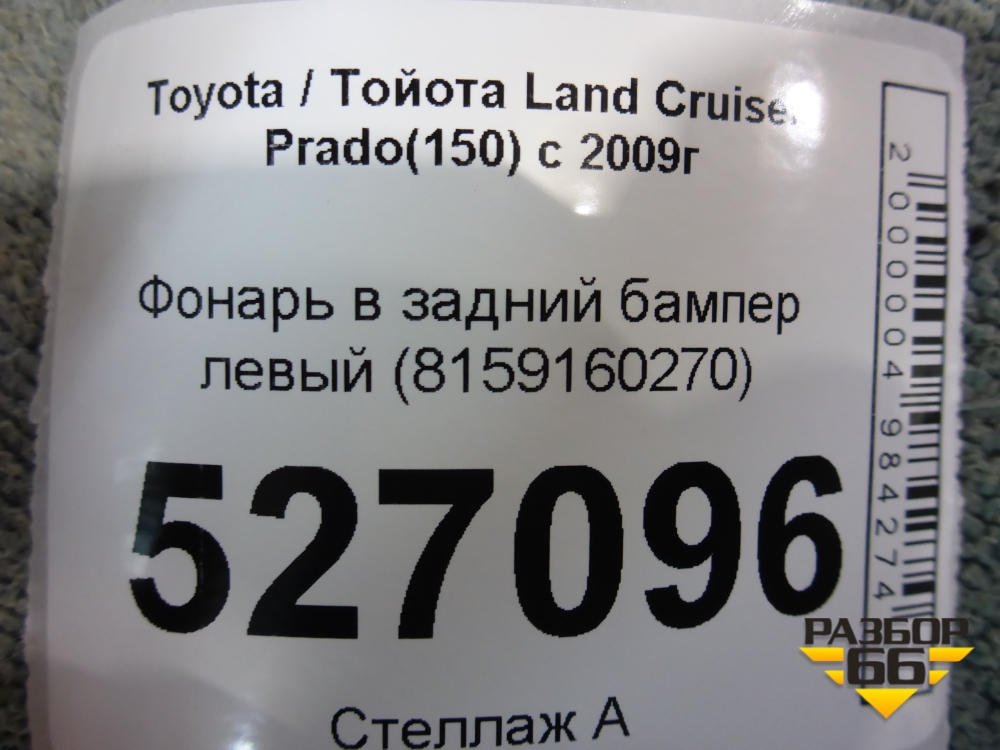 Toyota / Тойота Land Cruiser
Prado(150) с 2009г
Фонарь в задний бампер
левый (8159160270)
527096
Стеллаж А
2000004984274
РАЗБОР
66